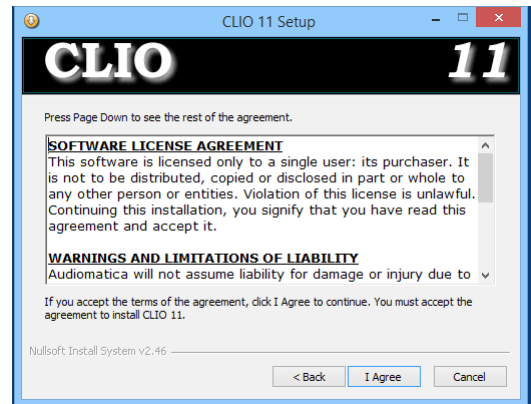 CLIO 11 Setup
CLIO 11
Press Page Down to see the rest of the agreement.
SOFTWARE LICENSE AGREEMENT
This software is licensed only to a single user: its purchaser. It
is not to be distributed, copied or disclosed in part or whole to
any other person or entities. Violation of this license is unlawful.
Continuing this installation, you signify that you have read this
agreement and accept it.
WARNINGS AND LIMITATIONS OF LIABILITY
Audiomatica will not assume liability for damage or injury due to
If you accept the terms of the agreement, click I Agree to continue. You must accept the
agreement to install CLIO 11.
Nullsoft Install System v2.46
< Back I Agree Cancel